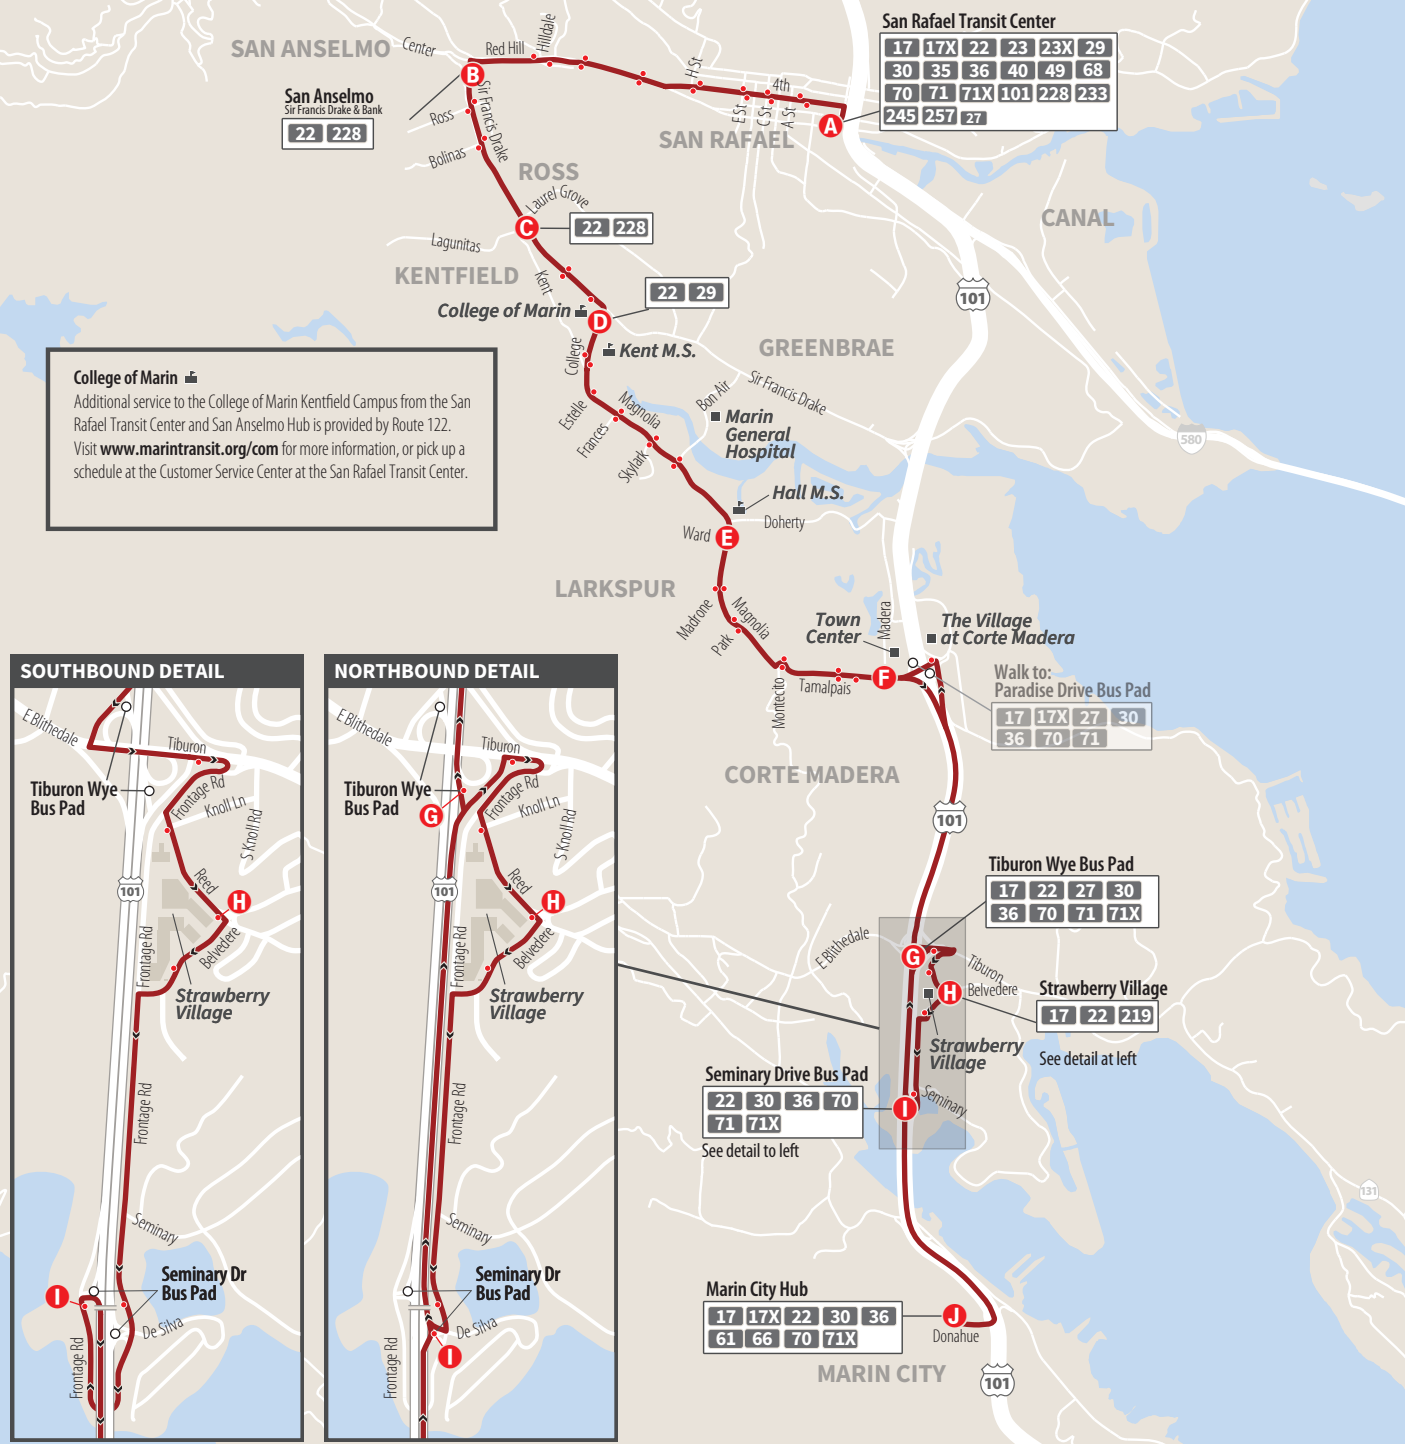 San Rafael Transit Center
17 17X 22 23 23X 29
30 35 36 40 49 68
70 71 71X 101 228 233
245 257 27
SAN ANSELMO
Center
Red Hill
Hilldale
H St
4th
E St
C St
A St
A
B
SAN RAFAEL
San Anselmo
Sir Francis Drake & Bank
22 228
Ross
Sir Francis Drake
Bolinas
ROSS
Laurel Grove
C
22 228
Lagunitas
CANAL
KENTFIELD
Kent
22 29
101
College of Marin
D
College
Kent M.S.
GREENBRAE
Sir Francis Drake
College of Marin
Additional service to the College of Marin Kentfield Campus from the San
Rafael Transit Center and San Anselmo Hub is provided by Route 122.
Visit www.marintransit.org/com for more information, or pick up a
schedule at the Customer Service Center at the San Rafael Transit Center.
Estelle
Magnolia
Bon Air
Frances
Skylark
Marin
General
Hospital
580
Hall M.S.
Doherty
Ward
E
LARKSPUR
Madrone
Magnolia
Park
Town
Center
Madera
The Village
at Corte Madera
Montecito
Tamalpais
F
Walk to:
Paradise Drive Bus Pad
17 17X 27 30
36 70 71
CORTE MADERA
101
Tiburon Wye Bus Pad
17 22 27 30
36 70 71 71X
E Blithedale
G
Tiburon
H
Belvedere
Strawberry Village
17 22 219
See detail at left
Strawberry
Village
Seminary Drive Bus Pad
22 30 36 70
71 71X
See detail to left
I
Seminary
131
Marin City Hub
17 17X 22 30 36
61 66 70 71X
J
Donahue
MARIN CITY
101
SOUTHBOUND DETAIL
E Blithedale
Tiburon
Tiburon Wye
Bus Pad
Frontage Rd
Knoll Ln
S Knoll Rd
101
Reed
H
Frontage Rd
Belvedere
Strawberry
Village
Frontage Rd
Seminary
Seminary Dr
Bus Pad
I
De Silva
Frontage Rd
NORTHBOUND DETAIL
E Blithedale
Tiburon
Tiburon Wye
Bus Pad
G
Frontage Rd
Knoll Ln
S Knoll Rd
101
Reed
H
Frontage Rd
Belvedere
Strawberry
Village
Frontage Rd
Seminary
Seminary Dr
Bus Pad
De Silva
I
Frontage Rd